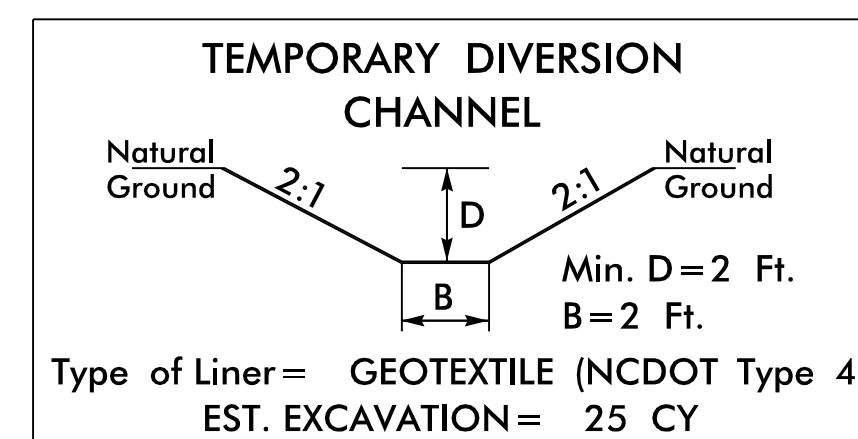 TEMPORARY DIVERSION
CHANNEL
Natural
Ground
2:1
D
2:1
Natural
Ground
B
Min. D=2 Ft.
B=2 Ft.
Type of Liner= GEOTEXTILE (NCDOT Type 4
EST. EXCAVATION= 25 CY